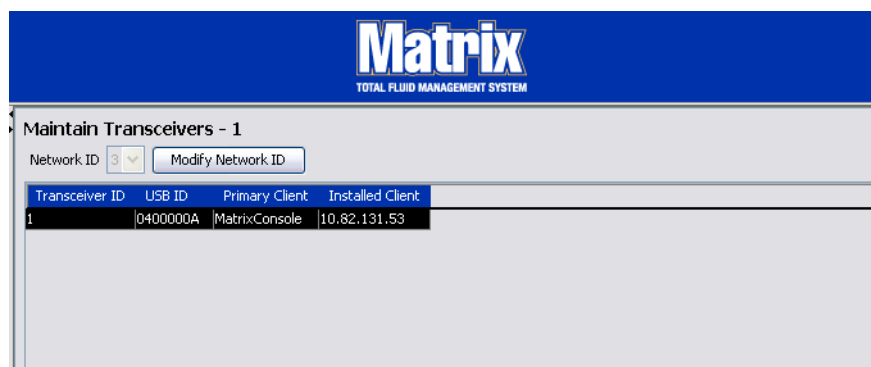 Matrix
TOTAL FLUID MANAGEMENT SYSTEM
Maintain Transceivers - 1
Network ID 3 Modify Network ID
Transceiver ID USB ID Primary Client Installed Client
1 0400000A MatrixConsole 10.82.131.53